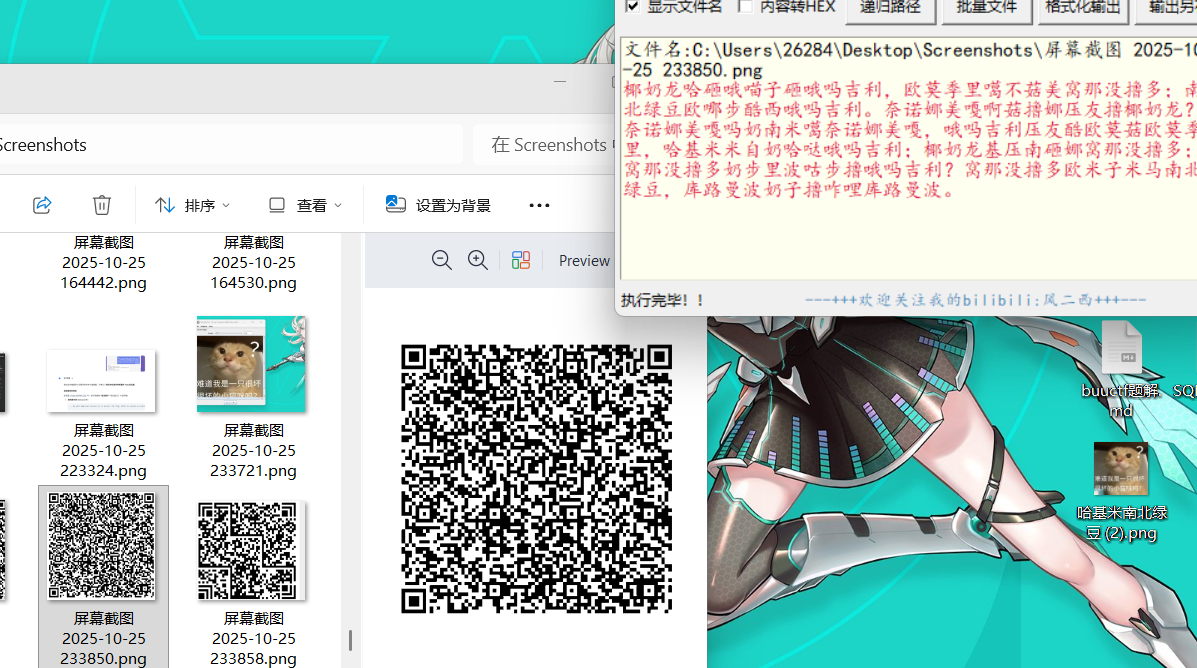 显示文件名 内容转HEX 递归路径 批量文件 格式化输出 输出另
文件名:C:\Users\26284\Desktop\Screenshots\屏幕截图 2025-10
-25 233850.png
椰奶龙哈砸哦喵子砸哦吗吉利，欧莫季里噶不菇美窝那没撸多；南
北绿豆欧哪步酷西哦吗吉利。奈诺娜美嘎啊菇撸娜压友撸椰奶龙？
奈诺娜美嘎吗奶南米噶奈诺娜美嘎，哦吗吉利压友酷欧莫菇欧莫季
里，哈基米米自奶哈哒哦吗吉利；椰奶龙基压南砸娜窝那没撸多；
窝那没撸多奶步里波咕步撸哦吗吉利？窝那没撸多欧米子米马南北
绿豆，库路曼波奶子撸咋哩库路曼波。
执行完毕！！
---+++欢迎关注我的bilibili:风二西+++---
Screenshots
在 Screenshots
排序
查看
设置为背景
Preview
屏幕截图
2025-10-25
164442.png
屏幕截图
2025-10-25
164530.png
屏幕截图
2025-10-25
223324.png
屏幕截图
2025-10-25
233721.png
屏幕截图
2025-10-25
233850.png
屏幕截图
2025-10-25
233858.png
buuctf题解.
md
SQ
哈基米南北绿
豆 (2).png